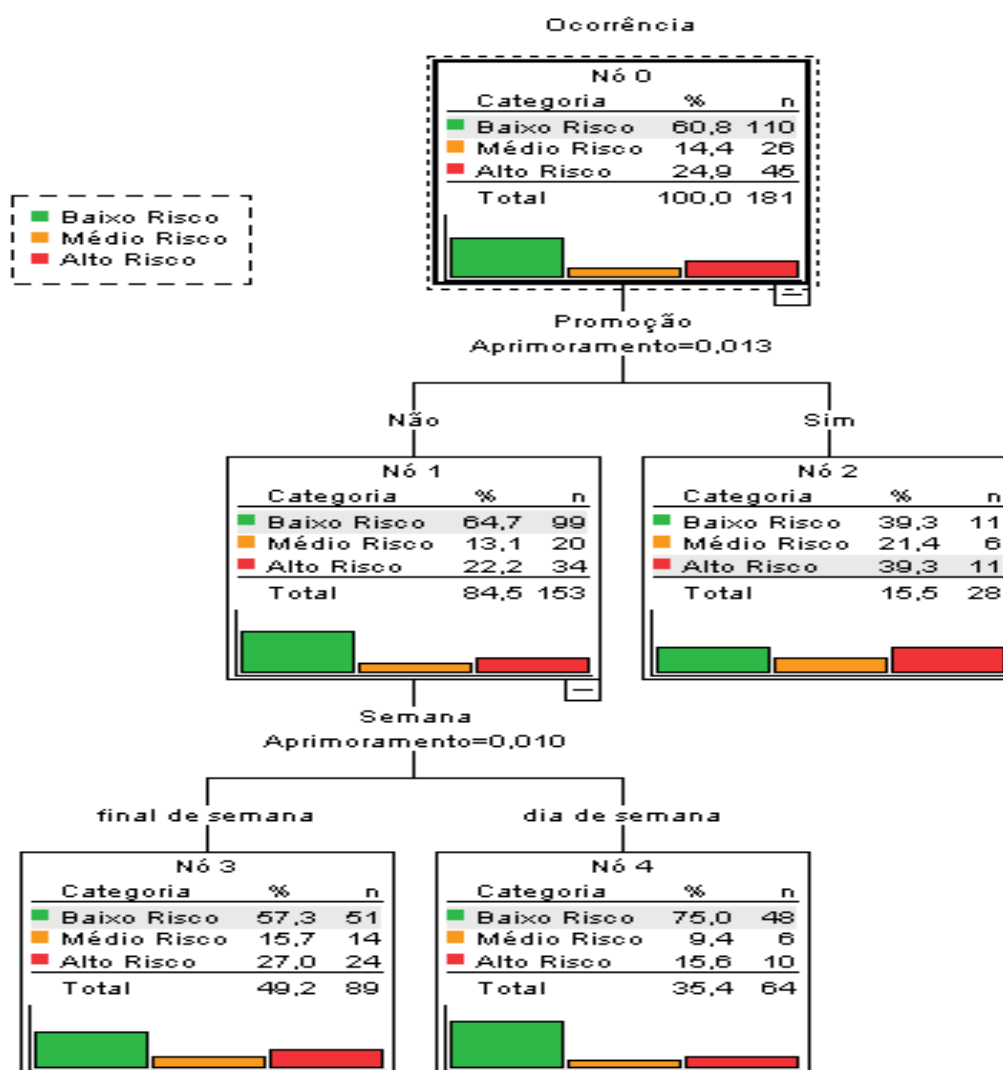 Ocorrência
Nó 0
Categoria % n
Baixo Risco 60,8 110
Médio Risco 14,4 26
Alto Risco 24,9 45
Total 100,0 181
Baixo Risco
Médio Risco
Alto Risco
Promoção
Aprimoramento=0,013
Não
Sim
Nó 1
Categoria % n
Baixo Risco 64,7 99
Médio Risco 13,1 20
Alto Risco 22,2 34
Total 84,5 153
Nó 2
Categoria % n
Baixo Risco 39,3 11
Médio Risco 21,4 6
Alto Risco 39,3 11
Total 15,5 28
Semana
Aprimoramento=0,010
final de semana
dia de semana
Nó 3
Categoria % n
Baixo Risco 57,3 51
Médio Risco 15,7 14
Alto Risco 27,0 24
Total 49,2 89
Nó 4
Categoria % n
Baixo Risco 75,0 48
Médio Risco 9,4 6
Alto Risco 15,6 10
Total 35,4 64